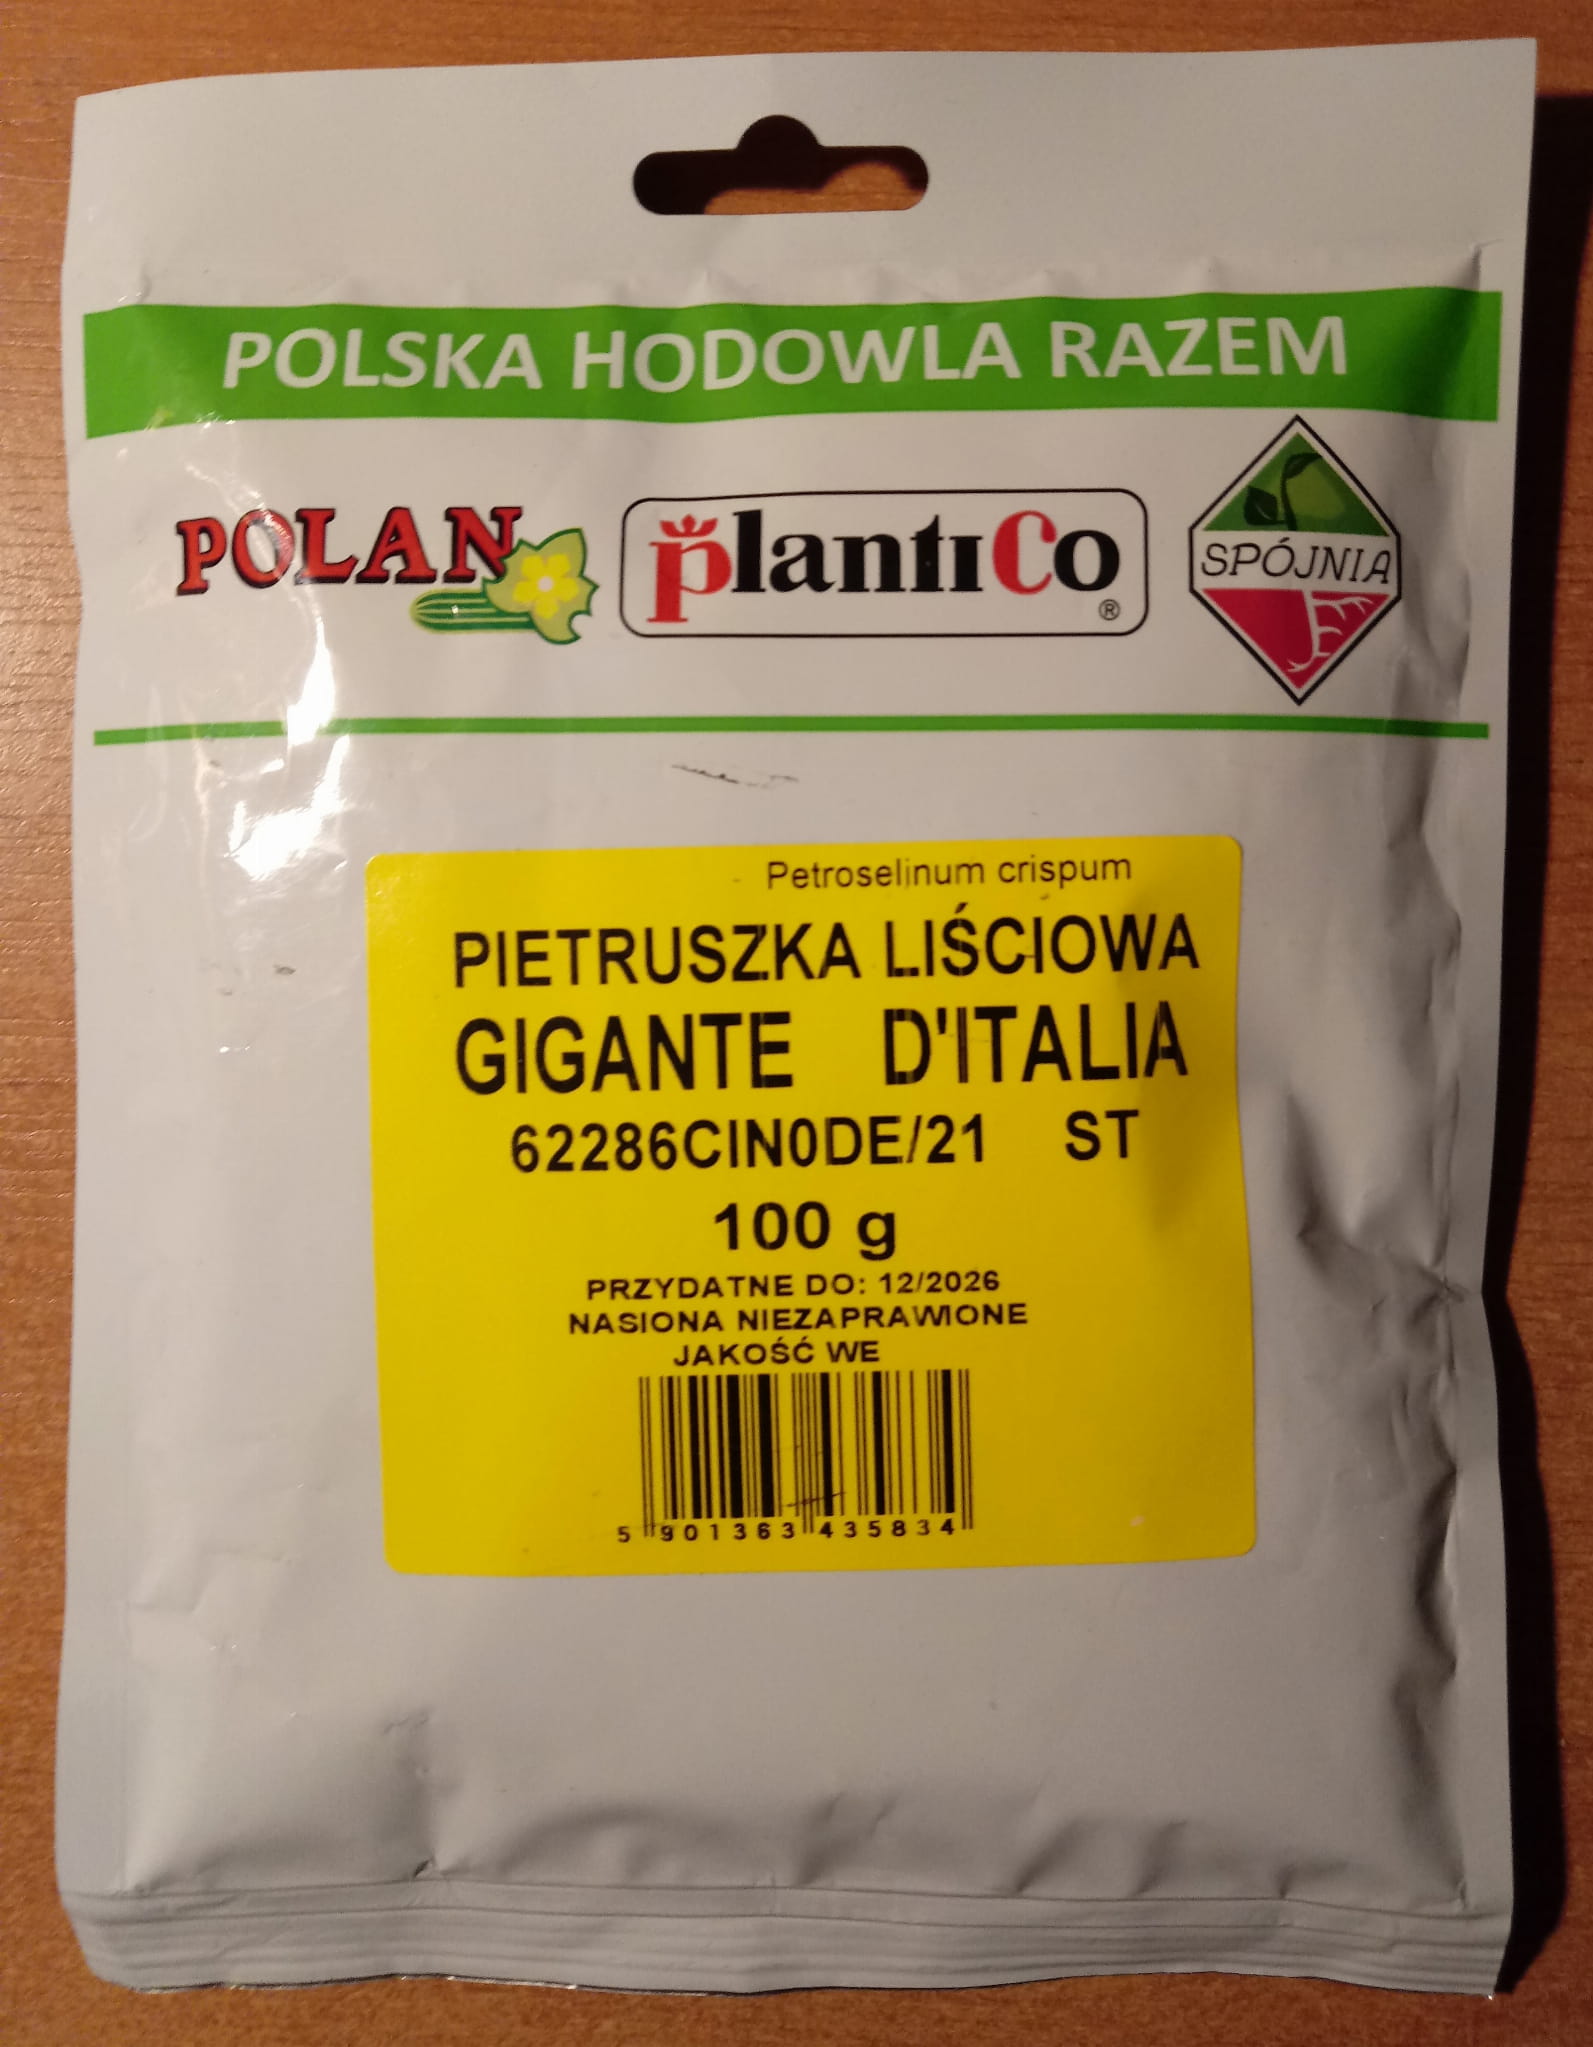 POLSKA HODOWLA RAZEM
POLAN plantico ® SPÓJNIA
Petroselinum crispum
PIETRUSZKA LIŚCIOWA
GIGANTE D'ITALIA
62286CIN0DE/21 ST
100 g
PRZYDATNE DO: 12/2026
NASIONA NIEZAPRAWIONE
JAKOŚĆ WE
5 901363 435834